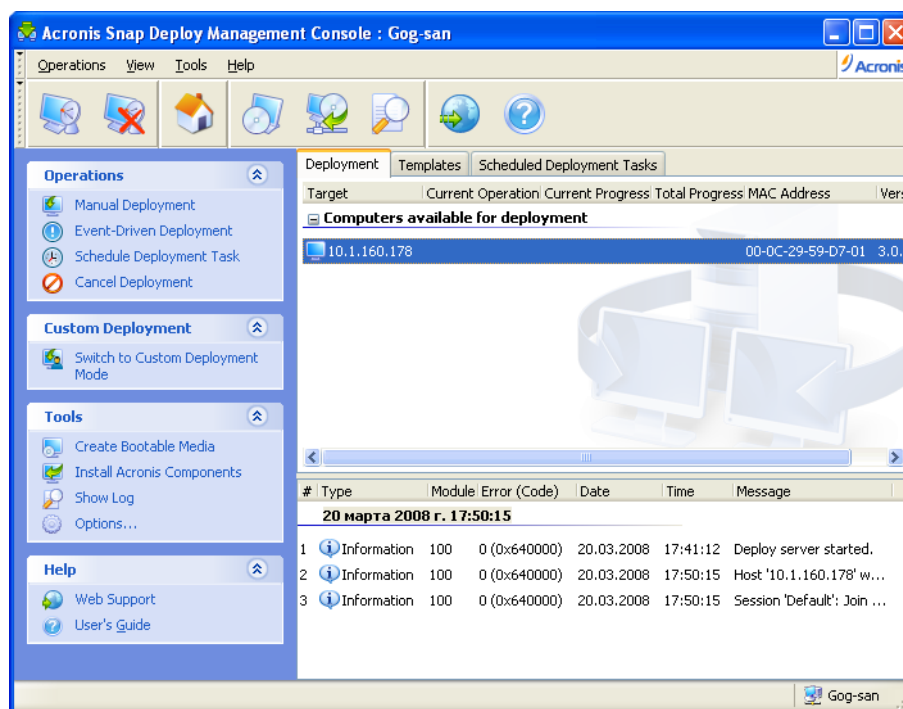 Acronis Snap Deploy Management Console : Gog-san
Operations View Tools Help
Acronis
Operations
Manual Deployment
Event-Driven Deployment
Schedule Deployment Task
Cancel Deployment
Custom Deployment
Switch to Custom Deployment
Mode
Tools
Create Bootable Media
Install Acronis Components
Show Log
Options...
Help
Web Support
User's Guide
Deployment Templates Scheduled Deployment Tasks
Target Current Operation Current Progress Total Progress MAC Address Vers
Computers available for deployment
10.1.160.178 00-0C-29-59-D7-01 3.0.
# Type Module Error (Code) Date Time Message
20 марта 2008 г. 17:50:15
1 Information 100 0 (0x640000) 20.03.2008 17:41:12 Deploy server started.
2 Information 100 0 (0x640000) 20.03.2008 17:50:15 Host '10.1.160.178' w...
3 Information 100 0 (0x640000) 20.03.2008 17:50:15 Session 'Default': Join ...
Gog-san